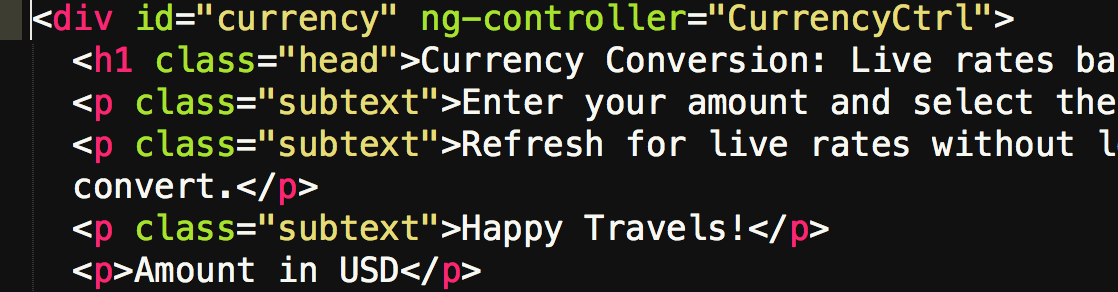 <div id="currency" ng-controller="CurrencyCtrl">
<h1 class="head">Currency Conversion: Live rates ba
<p class="subtext">Enter your amount and select the
<p class="subtext">Refresh for live rates without l
convert.</p>
<p class="subtext">Happy Travels!</p>
<p>Amount in USD</p>